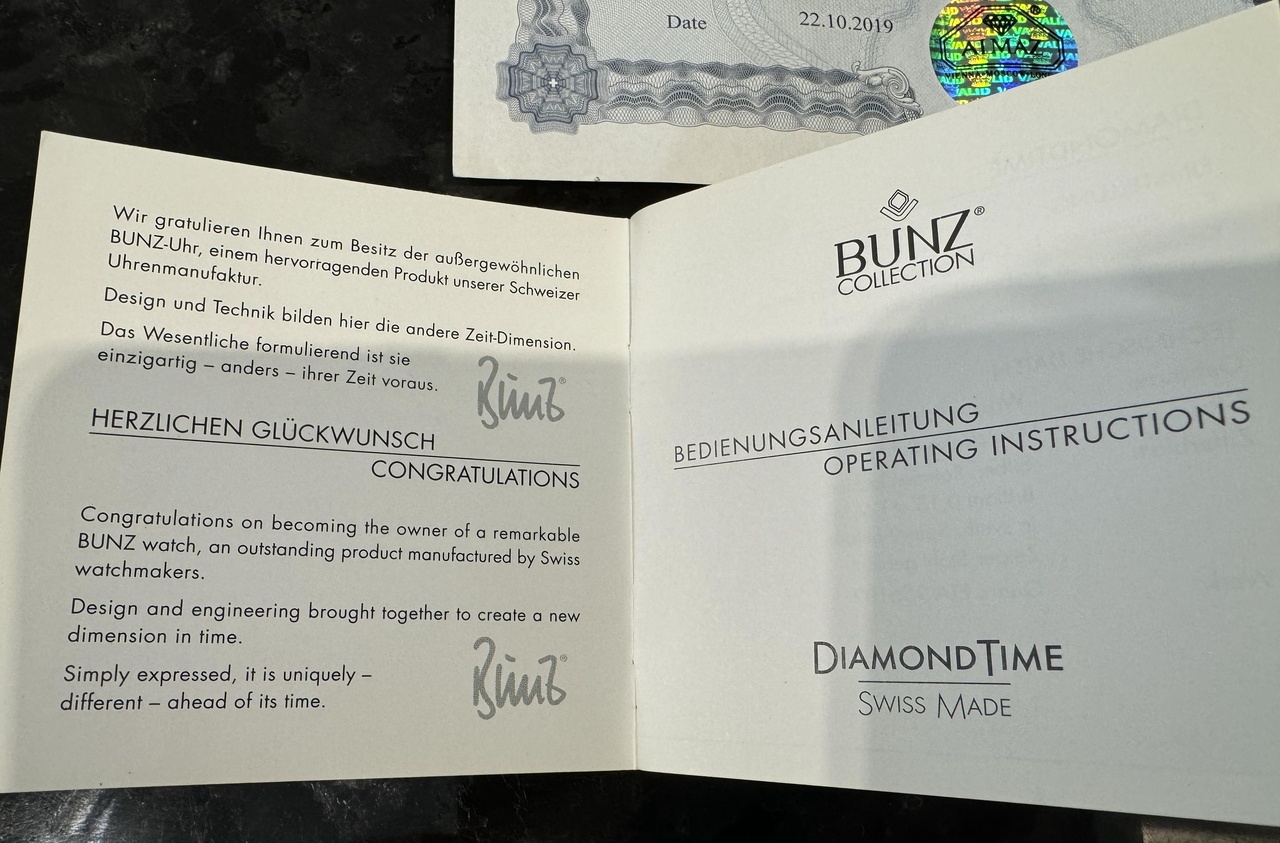 Date 22.10.2019
VALID
ALMAZ
Wir gratulieren Ihnen zum Besitz der außergewöhnlichen
BUNZ-Uhr, einem hervorragenden Produkt unserer Schweizer
Uhrenmanufaktur.
Design und Technik bilden hier die andere Zeit-Dimension.
Das Wesentliche formulierend ist sie
einzigartig – anders – ihrer Zeit voraus.
Bunz®
HERZLICHEN GLÜCKWUNSCH
CONGRATULATIONS
Congratulations on becoming the owner of a remarkable
BUNZ watch, an outstanding product manufactured by Swiss
watchmakers.
Design and engineering brought together to create a new
dimension in time.
Simply expressed, it is uniquely –
different – ahead of its time.
Bunz®
BUNZ®
COLLECTION
BEDIENUNGSANLEITUNG
OPERATING INSTRUCTIONS
DIAMONDTIME
SWISS MADE